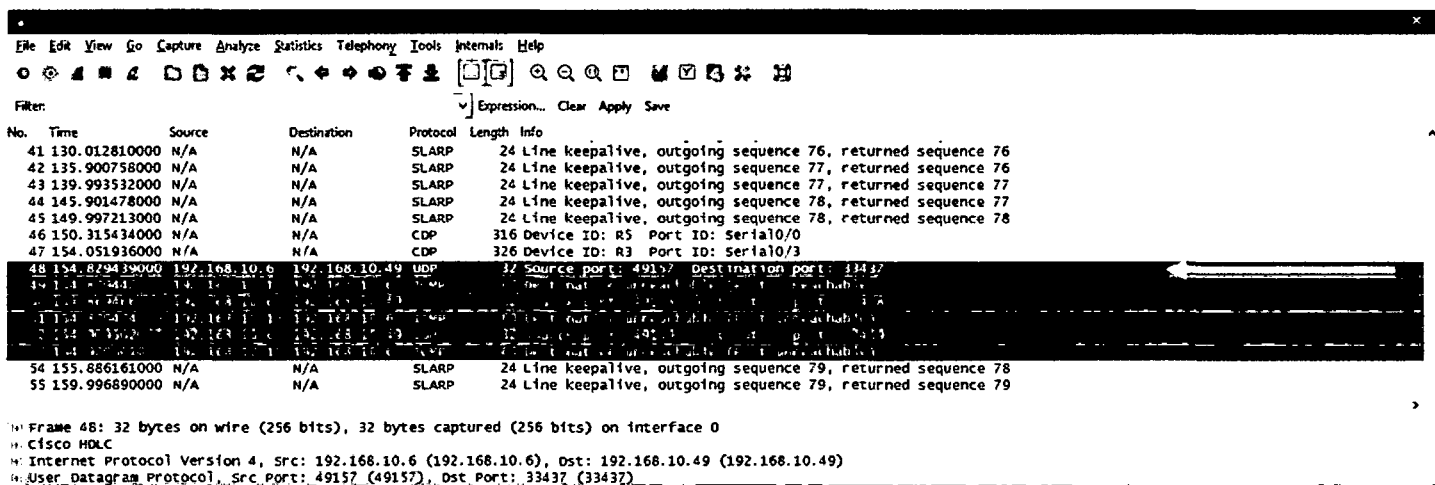 File Edit View Go Capture Analyze Statistics Telephony Tools Internals Help
Filter: Expression... Clear Apply Save
No. Time Source Destination Protocol Length Info
41 130.012810000 N/A N/A SLARP 24 Line keepalive, outgoing sequence 76, returned sequence 76
42 135.900758000 N/A N/A SLARP 24 Line keepalive, outgoing sequence 77, returned sequence 76
43 139.993532000 N/A N/A SLARP 24 Line keepalive, outgoing sequence 77, returned sequence 77
44 145.901478000 N/A N/A SLARP 24 Line keepalive, outgoing sequence 78, returned sequence 77
45 149.997213000 N/A N/A SLARP 24 Line keepalive, outgoing sequence 78, returned sequence 78
46 150.315434000 N/A N/A CDP 316 Device ID: R5 Port ID: Serial0/0
47 154.051936000 N/A N/A CDP 326 Device ID: R3 Port ID: Serial0/3
48 154.829439000 192.168.10.6 192.168.10.49 UDP 32 Source port: 49157 Destination port: 33437
54 155.886161000 N/A N/A SLARP 24 Line keepalive, outgoing sequence 79, returned sequence 78
55 159.996890000 N/A N/A SLARP 24 Line keepalive, outgoing sequence 79, returned sequence 79
Frame 48: 32 bytes on wire (256 bits), 32 bytes captured (256 bits) on interface 0
Cisco HDLC
Internet Protocol Version 4, Src: 192.168.10.6 (192.168.10.6), Dst: 192.168.10.49 (192.168.10.49)
User Datagram Protocol, Src Port: 49157 (49157), Dst Port: 33437 (33437)